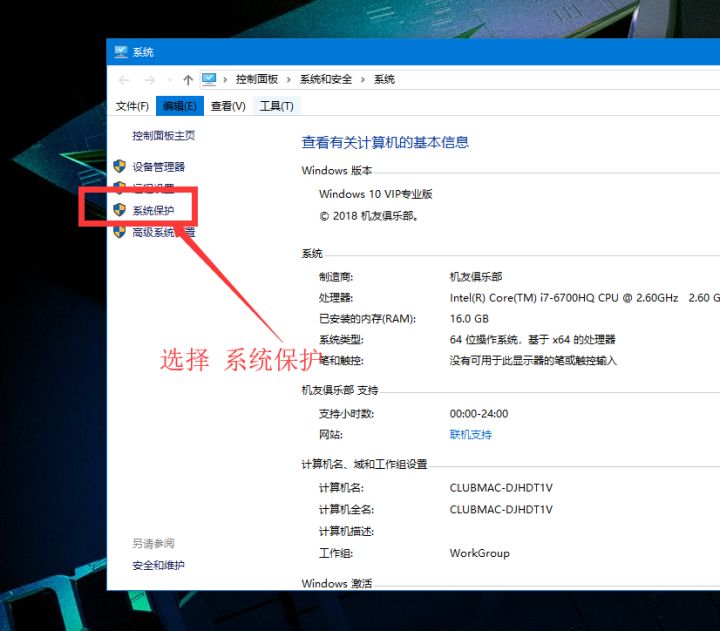 系统
控制面板 › 系统和安全 › 系统
文件(F) 编辑(E) 查看(V) 工具(T)
控制面板主页
设备管理器
远程设置
系统保护
高级系统设置
选择 系统保护
查看有关计算机的基本信息
Windows 版本
Windows 10 VIP专业版
© 2018 机友俱乐部。
系统
制造商: 机友俱乐部
处理器: Intel(R) Core(TM) i7-6700HQ CPU @ 2.60GHz 2.60 G
已安装的内存(RAM): 16.0 GB
系统类型: 64 位操作系统，基于 x64 的处理器
笔和触控: 没有可用于此显示器的笔或触控输入
机友俱乐部 支持
支持小时数: 00:00-24:00
网站: 联机支持
计算机名、域和工作组设置
计算机名: CLUBMAC-DJHDT1V
计算机全名: CLUBMAC-DJHDT1V
计算机描述:
工作组: WorkGroup
Windows 激活
另请参阅
安全和维护